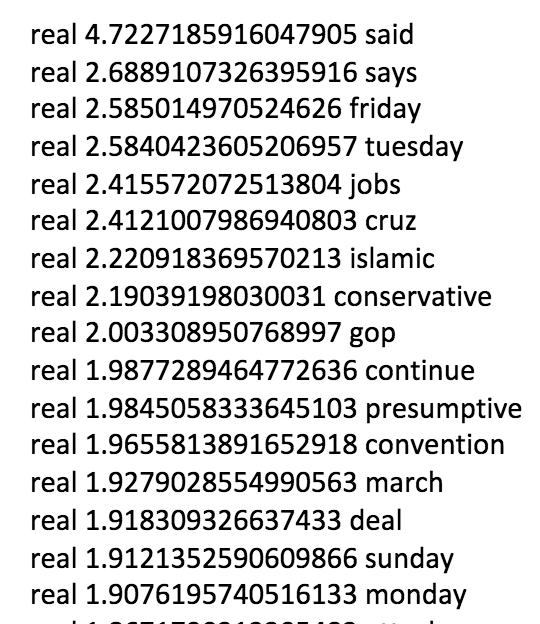 real 4.7227185916047905 said
real 2.6889107326395916 says
real 2.585014970524626 friday
real 2.5840423605206957 tuesday
real 2.415572072513804 jobs
real 2.4121007986940803 cruz
real 2.220918369570213 islamic
real 2.19039198030031 conservative
real 2.003308950768997 gop
real 1.9877289464772636 continue
real 1.9845058333645103 presumptive
real 1.9655813891652918 convention
real 1.9279028554990563 march
real 1.918309326637433 deal
real 1.9121352590609866 sunday
real 1.9076195740516133 monday